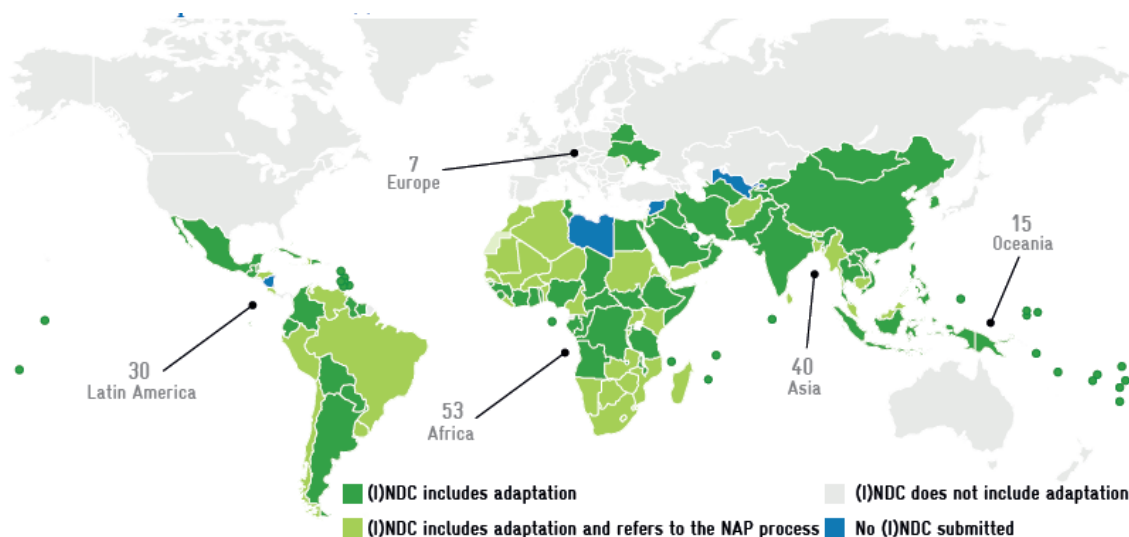 7
Europe
15
Oceania
30
Latin America
40
Asia
53
Africa
(I)NDC includes adaptation
(I)NDC does not include adaptation
(I)NDC includes adaptation and refers to the NAP process
No (I)NDC submitted